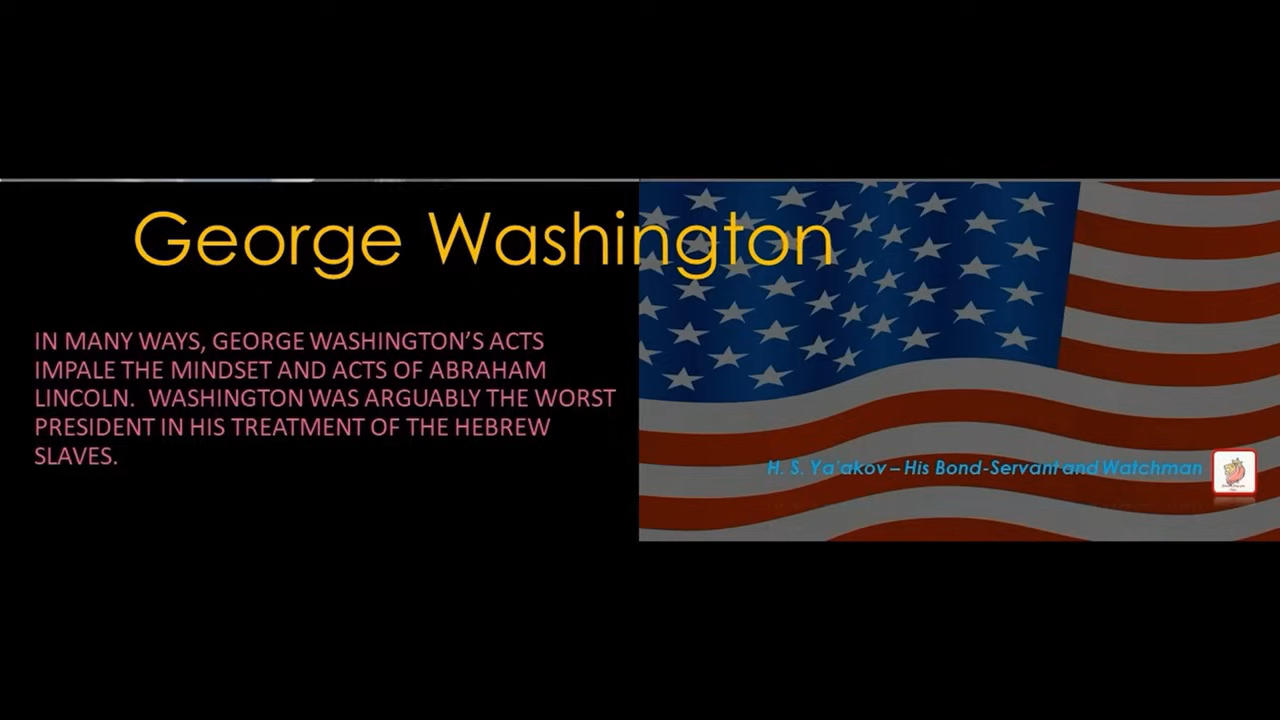 George Washington
IN MANY WAYS, GEORGE WASHINGTON'S ACTS
IMPALE THE MINDSET AND ACTS OF ABRAHAM
LINCOLN.  WASHINGTON WAS ARGUABLY THE WORST
PRESIDENT IN HIS TREATMENT OF THE HEBREW
SLAVES.
H. S. Ya'akov – His Bond-Servant and Watchman